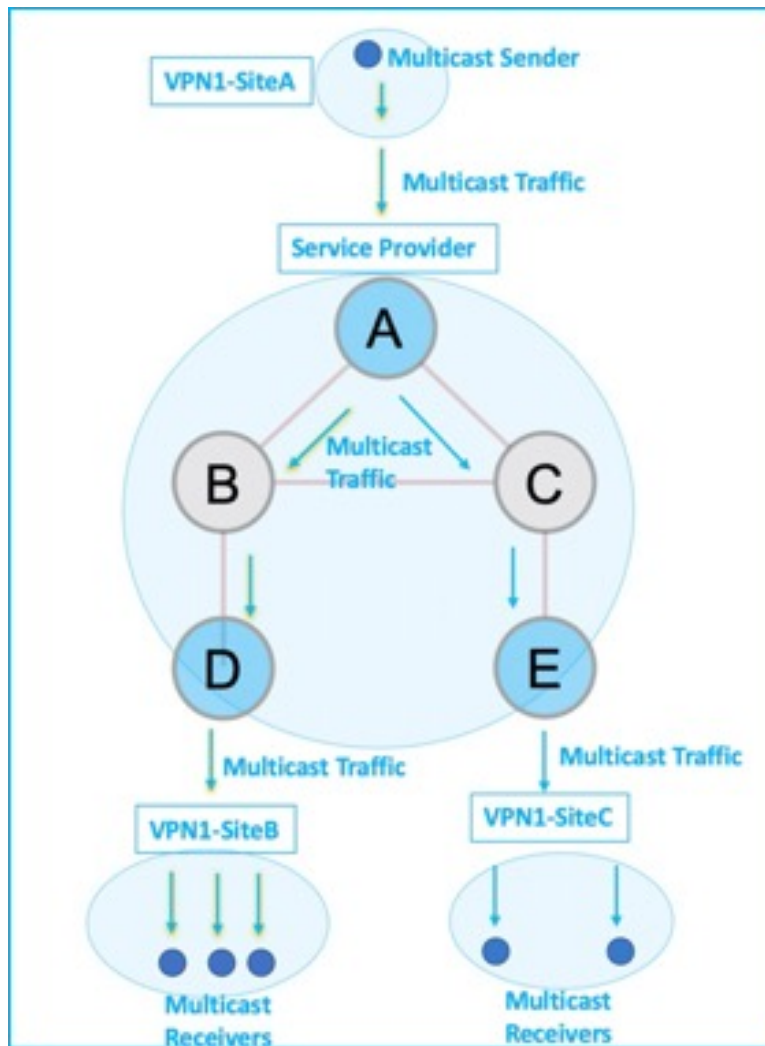 Multicast Sender
VPN1-SiteA
Multicast Traffic
Service Provider
A
Multicast
Traffic
B
C
D
E
Multicast Traffic
Multicast Traffic
VPN1-SiteB
VPN1-SiteC
Multicast
Receivers
Multicast
Receivers